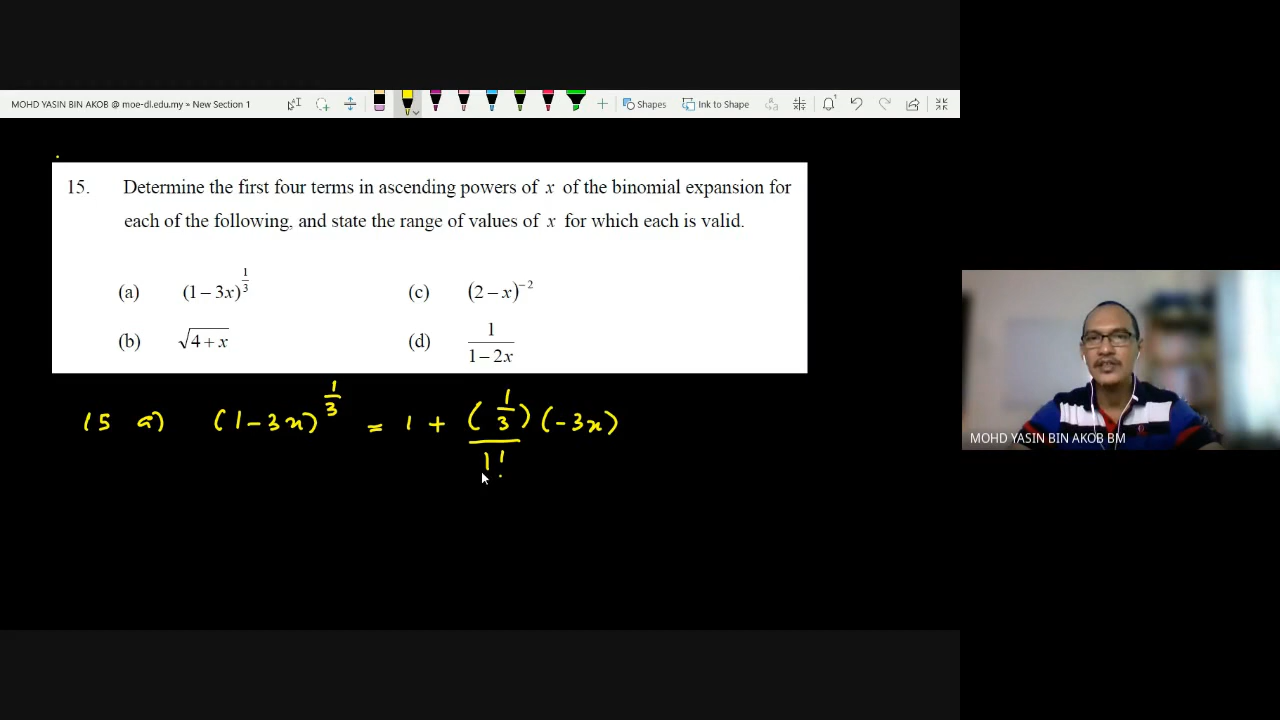 MOHD YASIN BIN AKOB @ moe-dl.edu.my » New Section 1
Shapes
Ink to Shape
15. Determine the first four terms in ascending powers of x of the binomial expansion for
each of the following, and state the range of values of x for which each is valid.
(a) (1 – 3x)^(1/3) (c) (2 – x)^(–2)
(b) √(4 + x) (d) 1/(1 – 2x)
15 a) (1 – 3x)^(1/3) = 1 + (1/3)/1! (–3x)
MOHD YASIN BIN AKOB BM